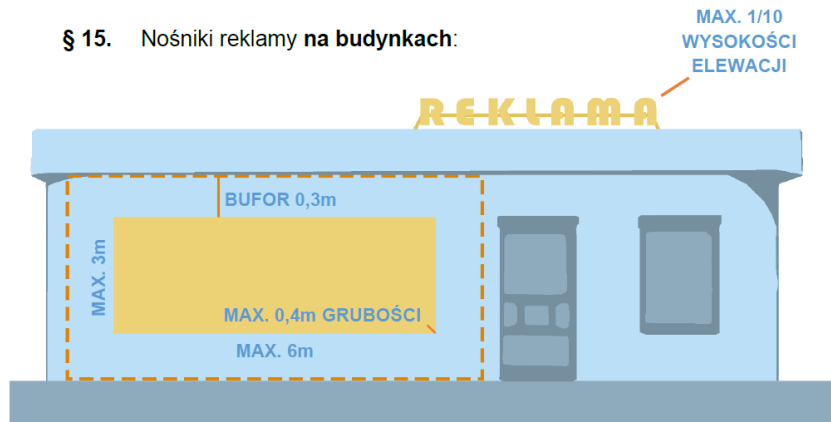 § 15. Nośniki reklamy na budynkach:
MAX. 1/10
WYSOKOŚCI
ELEWACJI
REKLAMA
BUFOR 0,3m
MAX. 3m
MAX. 0,4m GRUBOŚCI
MAX. 6m